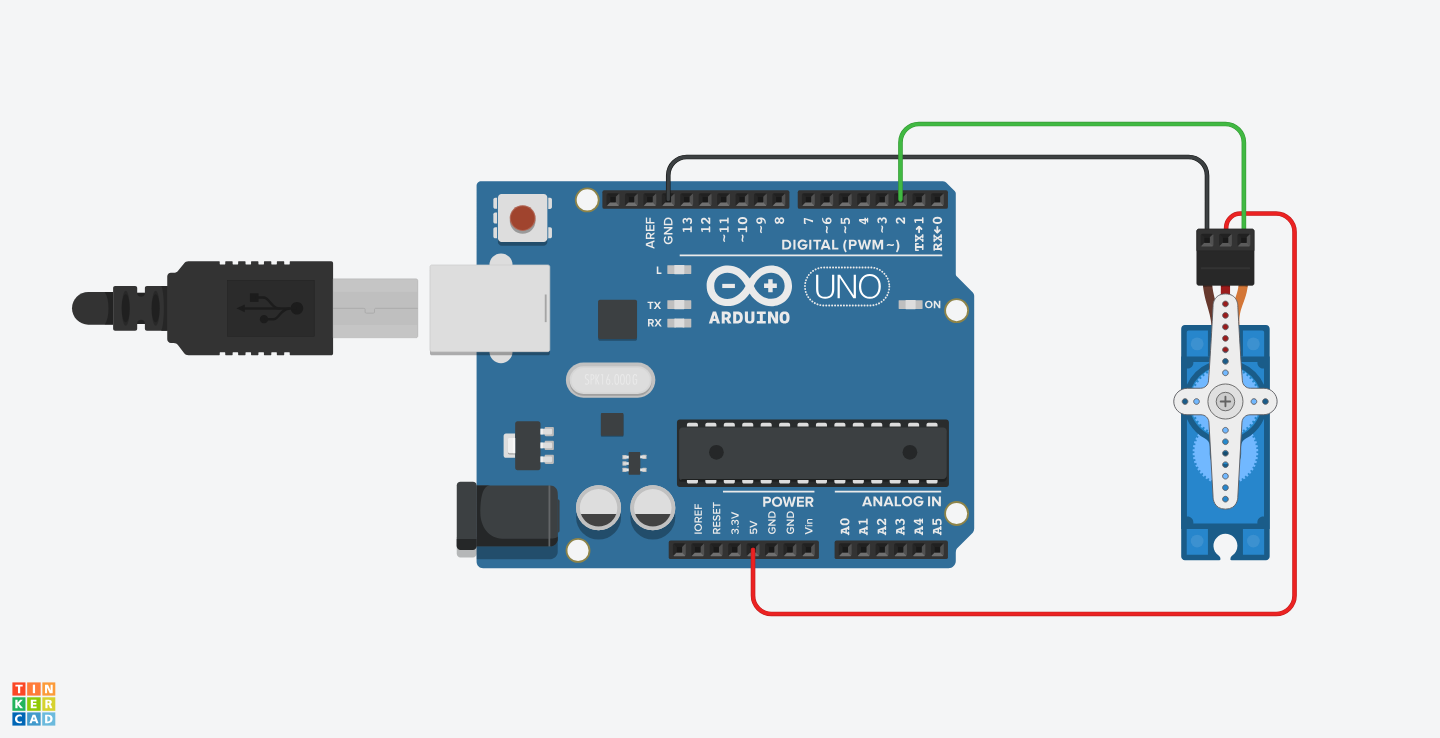 AREF
GND
13
12
~11
~10
~9
8
7
~6
~5
4
~3
2
TX→1
RX←0
DIGITAL (PWM~)
L
TX
RX
ARDUINO
UNO
ON
POWER
ANALOG IN
IOREF
RESET
3.3V
5V
GND
GND
Vin
A0
A1
A2
A3
A4
A5
TIN
KER
CAD